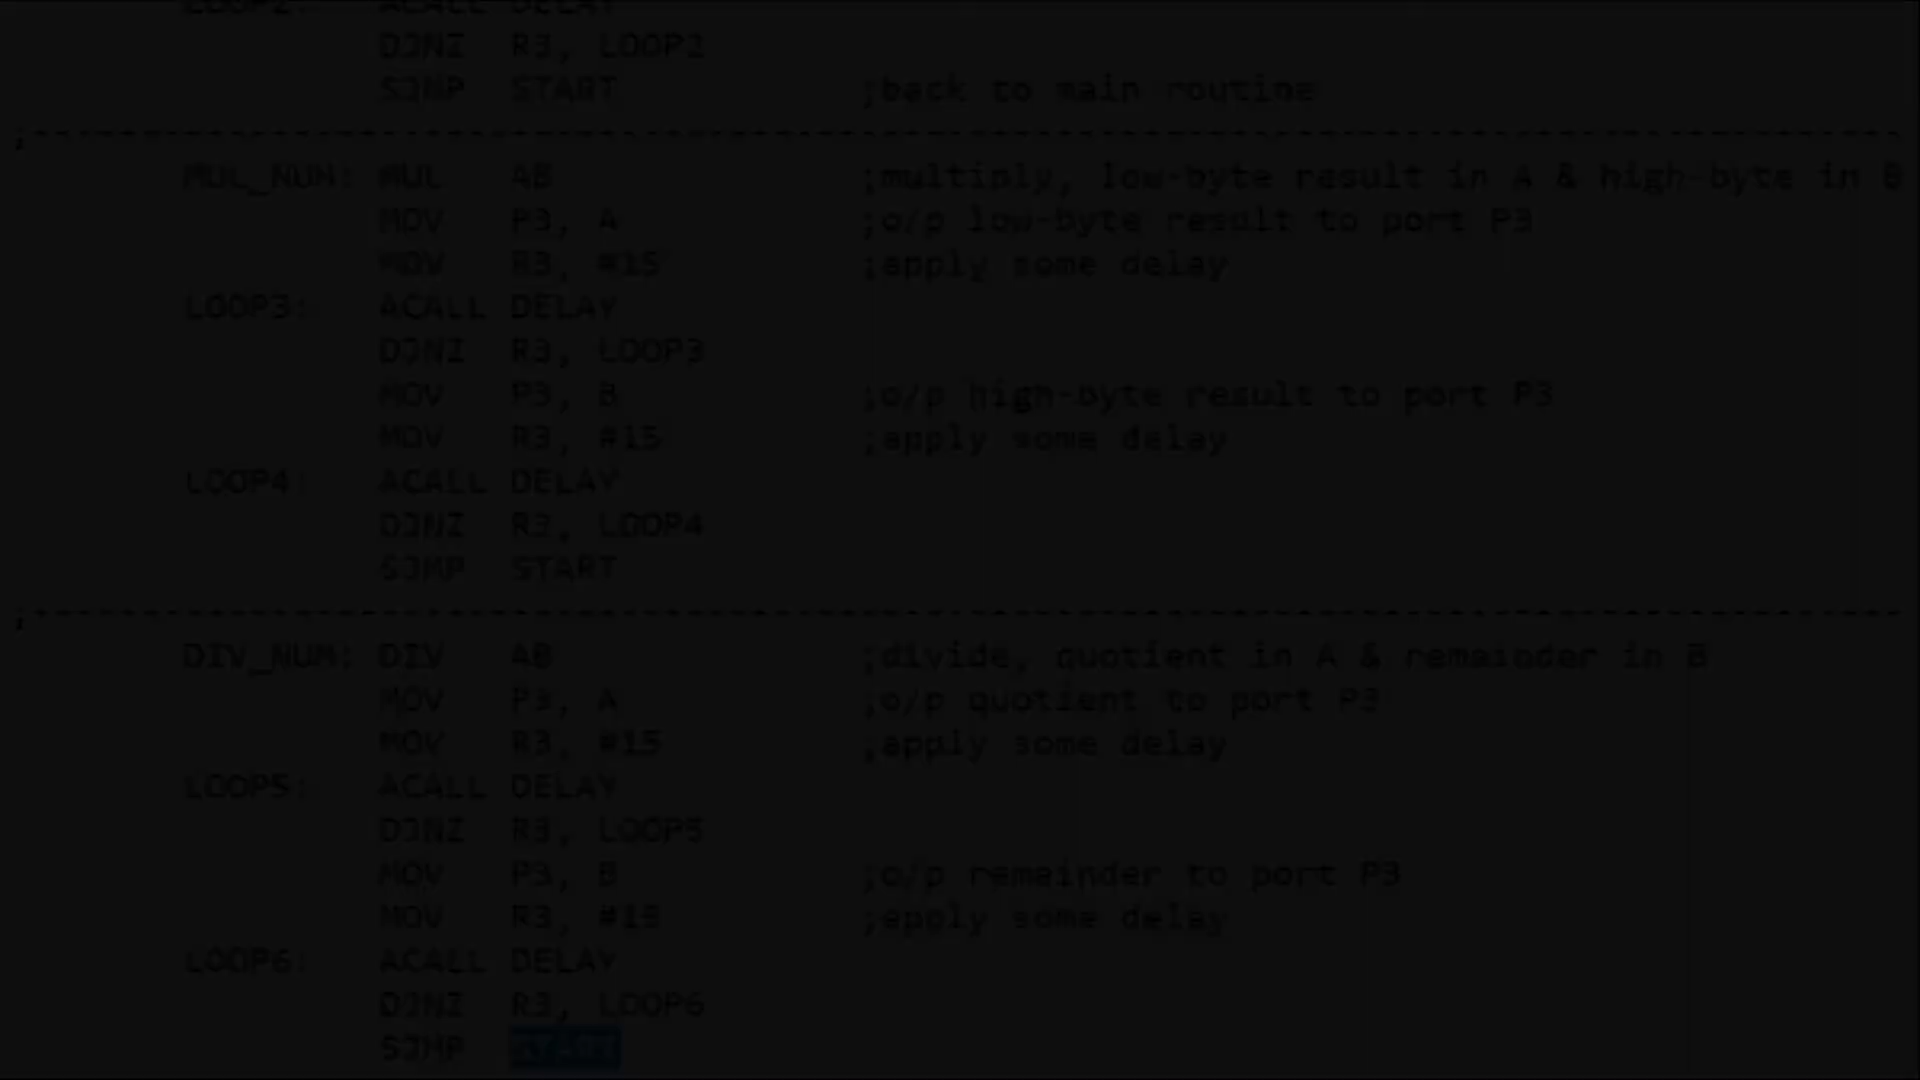 LOOP2: ACALL DELAY
DJNZ R3, LOOP2
SJMP START ;back to main routine
;--------------------------------------------------------------------------------------
MUL_NUM: MUL AB ;multiply, low-byte result in A & high-byte in B
MOV P3, A ;o/p low-byte result to port P3
MOV R3, #15 ;apply some delay
LOOP3: ACALL DELAY
DJNZ R3, LOOP3
MOV P3, B ;o/p high-byte result to port P3
MOV R3, #15 ;apply some delay
LOOP4: ACALL DELAY
DJNZ R3, LOOP4
SJMP START
;--------------------------------------------------------------------------------------
DIV_NUM: DIV AB ;divide, quotient in A & remainder in B
MOV P3, A ;o/p quotient to port P3
MOV R3, #15 ;apply some delay
LOOP5: ACALL DELAY
DJNZ R3, LOOP5
MOV P3, B ;o/p remainder to port P3
MOV R3, #15 ;apply some delay
LOOP6: ACALL DELAY
DJNZ R3, LOOP6
SJMP START